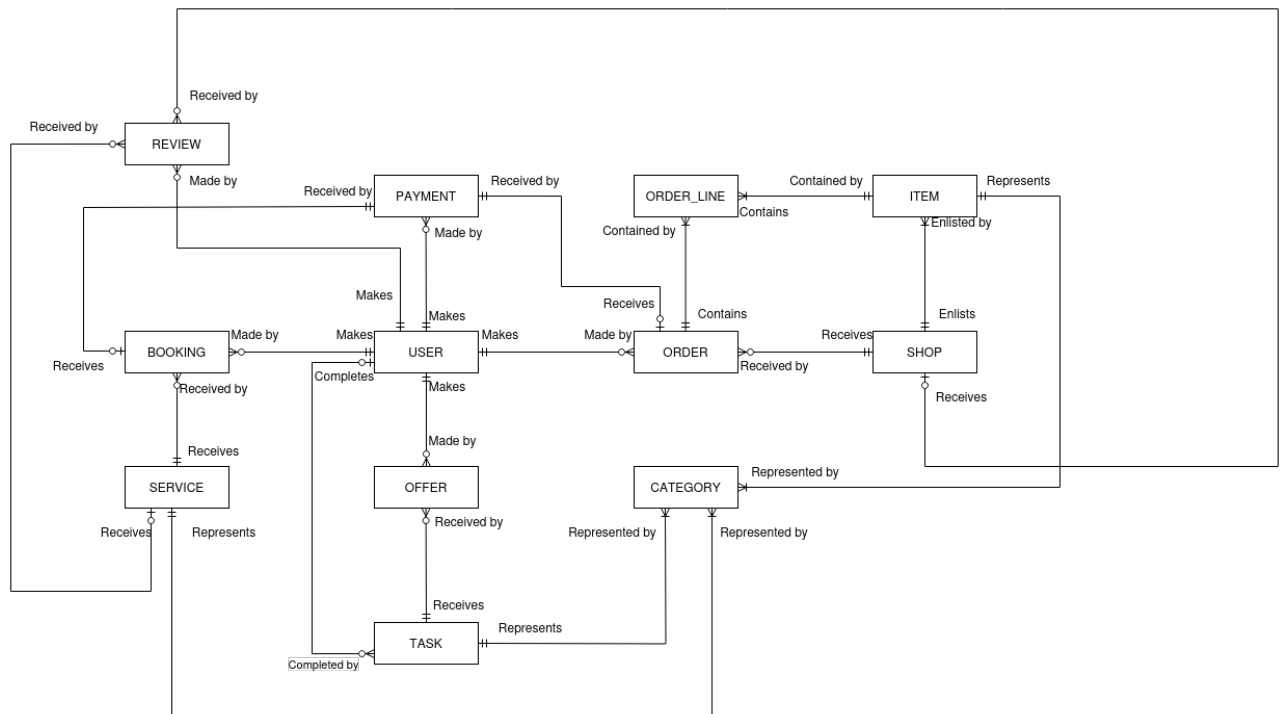 Received by
Received by
REVIEW
Made by
Received by
PAYMENT
Received by
ORDER_LINE
Contained by
ITEM
Represents
Contains
Enlisted by
Made by
Contained by
Makes
Makes
Receives
Contains
Enlists
BOOKING
Made by
Makes
USER
Makes
Made by
ORDER
Receives
SHOP
Receives
Completes
Received by
Received by
Makes
Receives
Made by
Receives
Represented by
SERVICE
OFFER
CATEGORY
Receives
Represents
Received by
Represented by
Represented by
Receives
Represents
TASK
Completed by